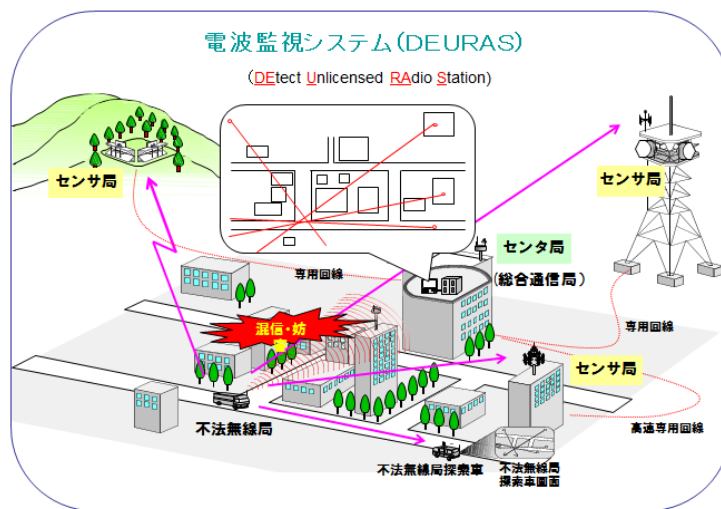 電波監視システム(DEURAS)
(DEtect Unlicensed RAdio Station)
センサ局
センサ局
センタ局
(総合通信局)
専用回線
混信・妨
害
専用回線
センサ局
不法無線局
高速専用回線
不法無線局探索車
不法無線局
探索車画面